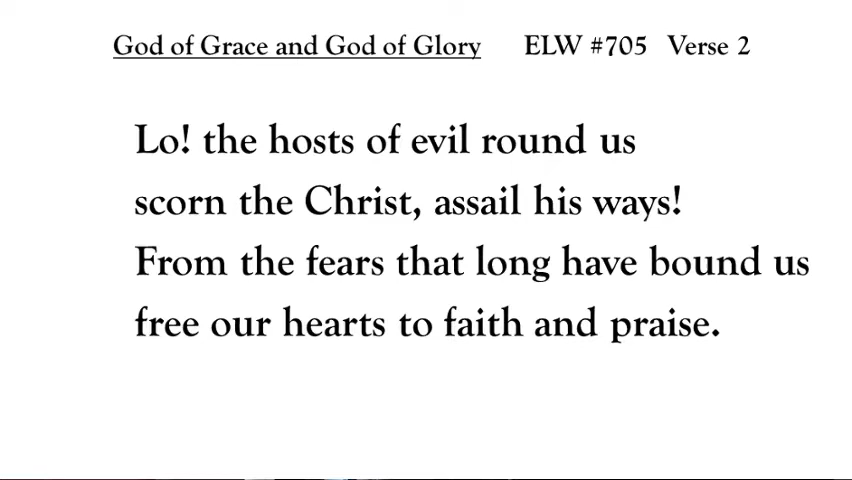 God of Grace and God of Glory ELW #705 Verse 2
Lo! the hosts of evil round us
scorn the Christ, assail his ways!
From the fears that long have bound us
free our hearts to faith and praise.